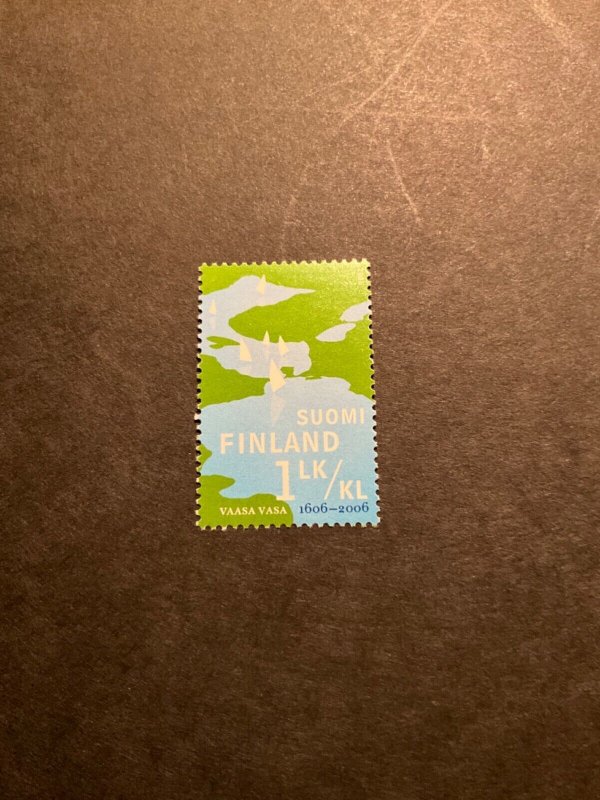 SUOMI
FINLAND
1 LK/KL
VAASA VASA 1606–2006